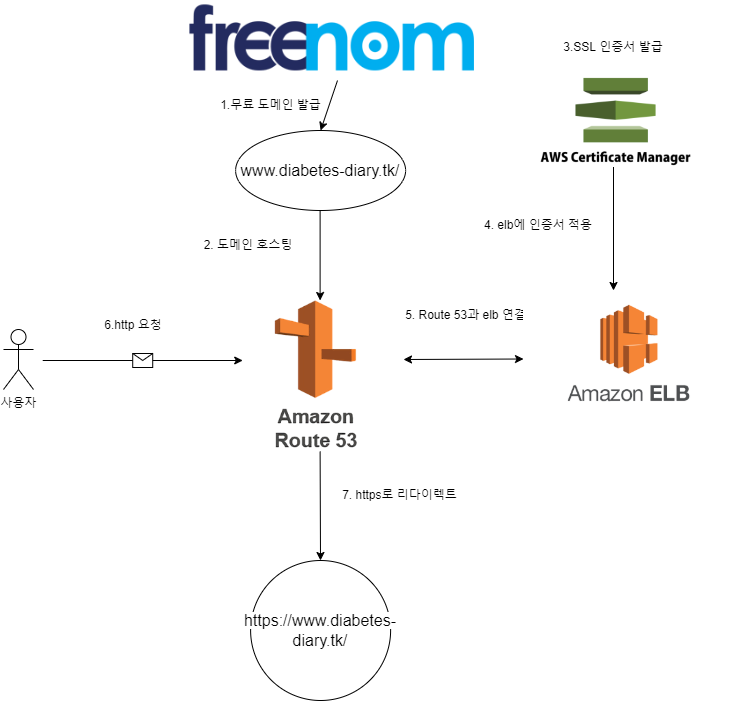 freenom
3.SSL 인증서 발급
1.무료 도메인 발급
AWS Certificate Manager
www.diabetes-diary.tk/
4. elb에 인증서 적용
2. 도메인 호스팅
6.http 요청
5. Route 53과 elb 연결
사용자
Amazon ELB
Amazon
Route 53
7. https로 리다이렉트
https://www.diabetes-
diary.tk/